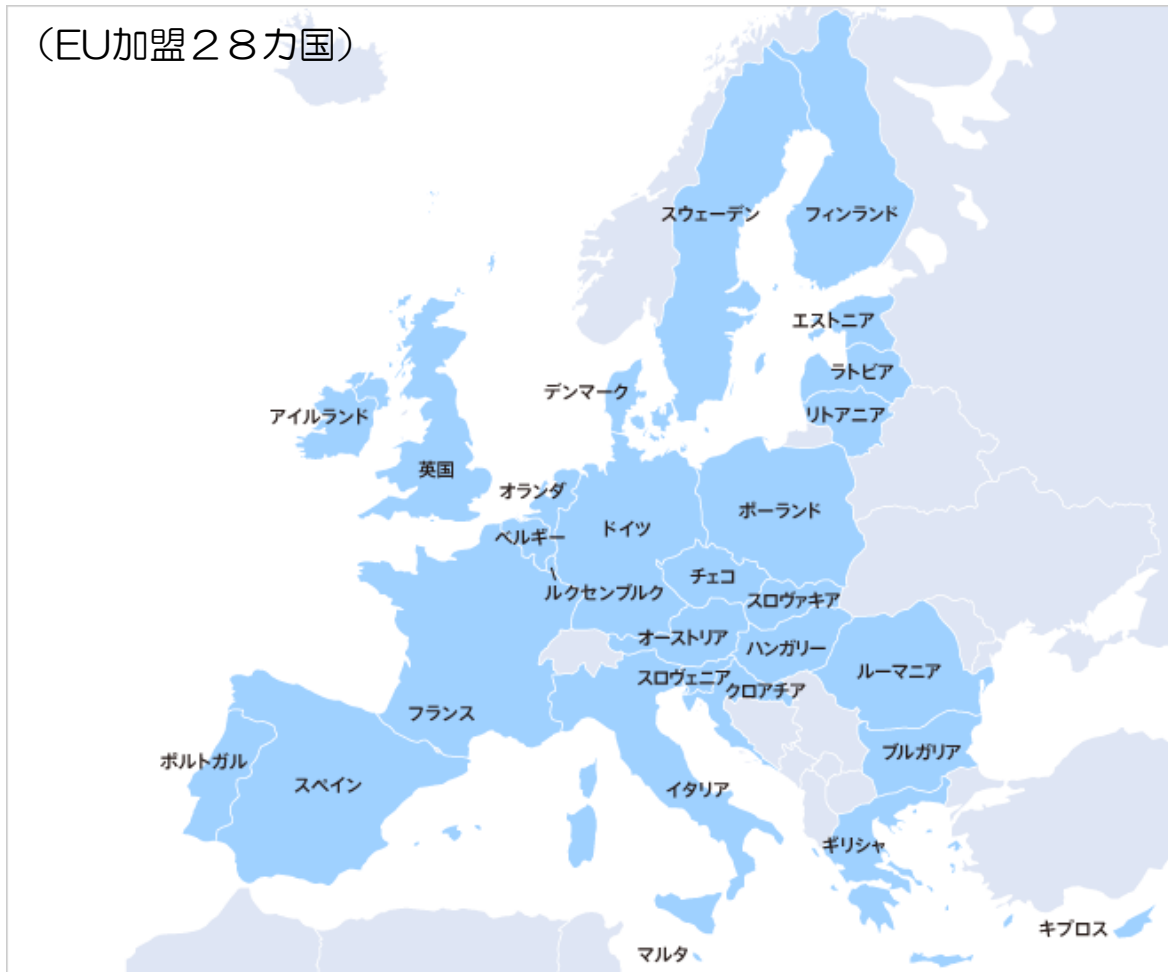 （EU加盟２８カ国）
スウェーデン
フィンランド
エストニア
ラトビア
リトアニア
デンマーク
アイルランド
英国
オランダ
ベルギー
ドイツ
ポーランド
ルクセンブルク
チェコ
スロヴァキア
オーストリア
ハンガリー
スロヴェニア
クロアチア
ルーマニア
フランス
ブルガリア
ポルトガル
スペイン
イタリア
ギリシャ
マルタ
キプロス